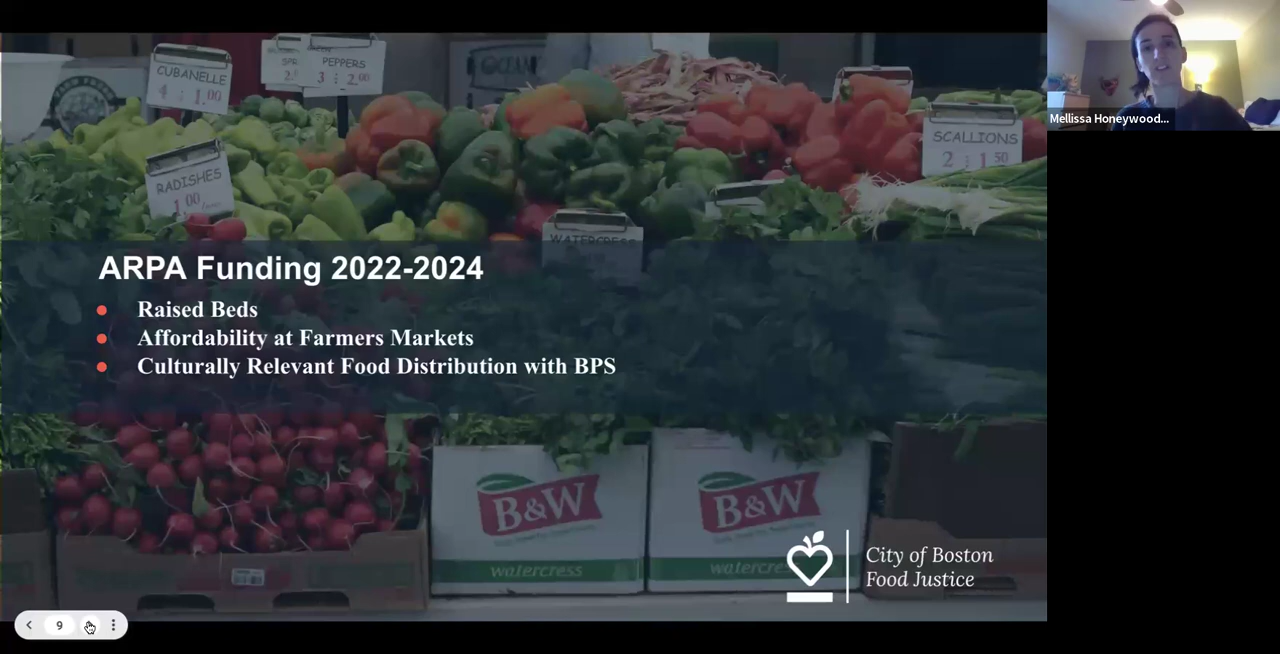 CUBANELLE
4 : 1.00
PEPPERS
3 : 2.00
OCEAN
SCALLIONS
2 : 1.50
RADISHES
1.00
WATERCRESS
ARPA Funding 2022-2024
Raised Beds
Affordability at Farmers Markets
Culturally Relevant Food Distribution with BPS
B&W
watercress
B&W
watercress
City of Boston
Food Justice
9
Mellissa Honeywood...